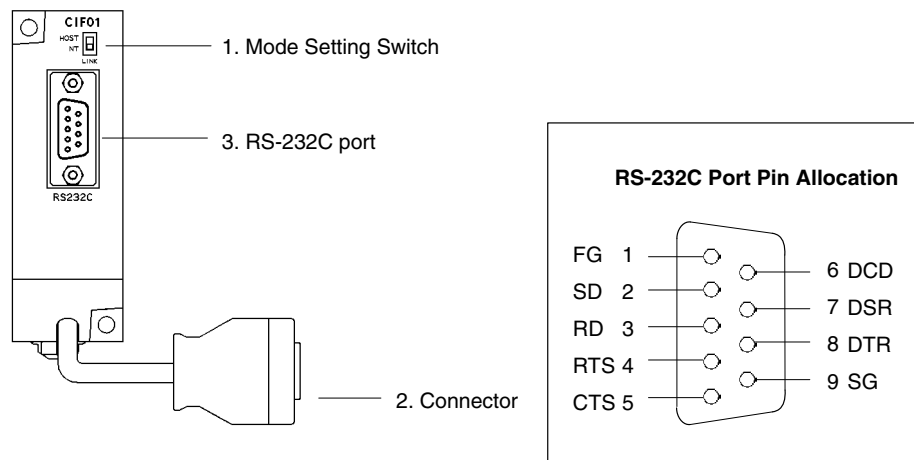 CIF01
HOST
NT
LINK
1. Mode Setting Switch
3. RS-232C port
RS232C
2. Connector
RS-232C Port Pin Allocation
FG 1
SD 2
RD 3
RTS 4
CTS 5
6 DCD
7 DSR
8 DTR
9 SG